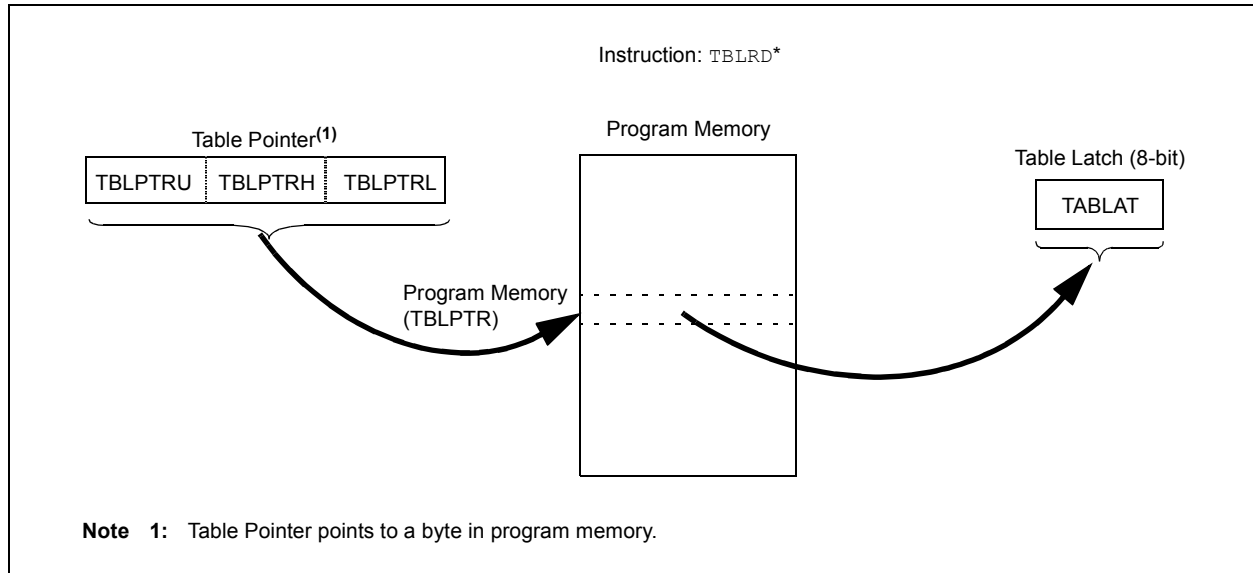 Instruction: TBLRD*
Table Pointer(1)
TBLPTRU TBLPTRH TBLPTRL
Program Memory
Table Latch (8-bit)
TABLAT
Program Memory
(TBLPTR)
Note 1: Table Pointer points to a byte in program memory.